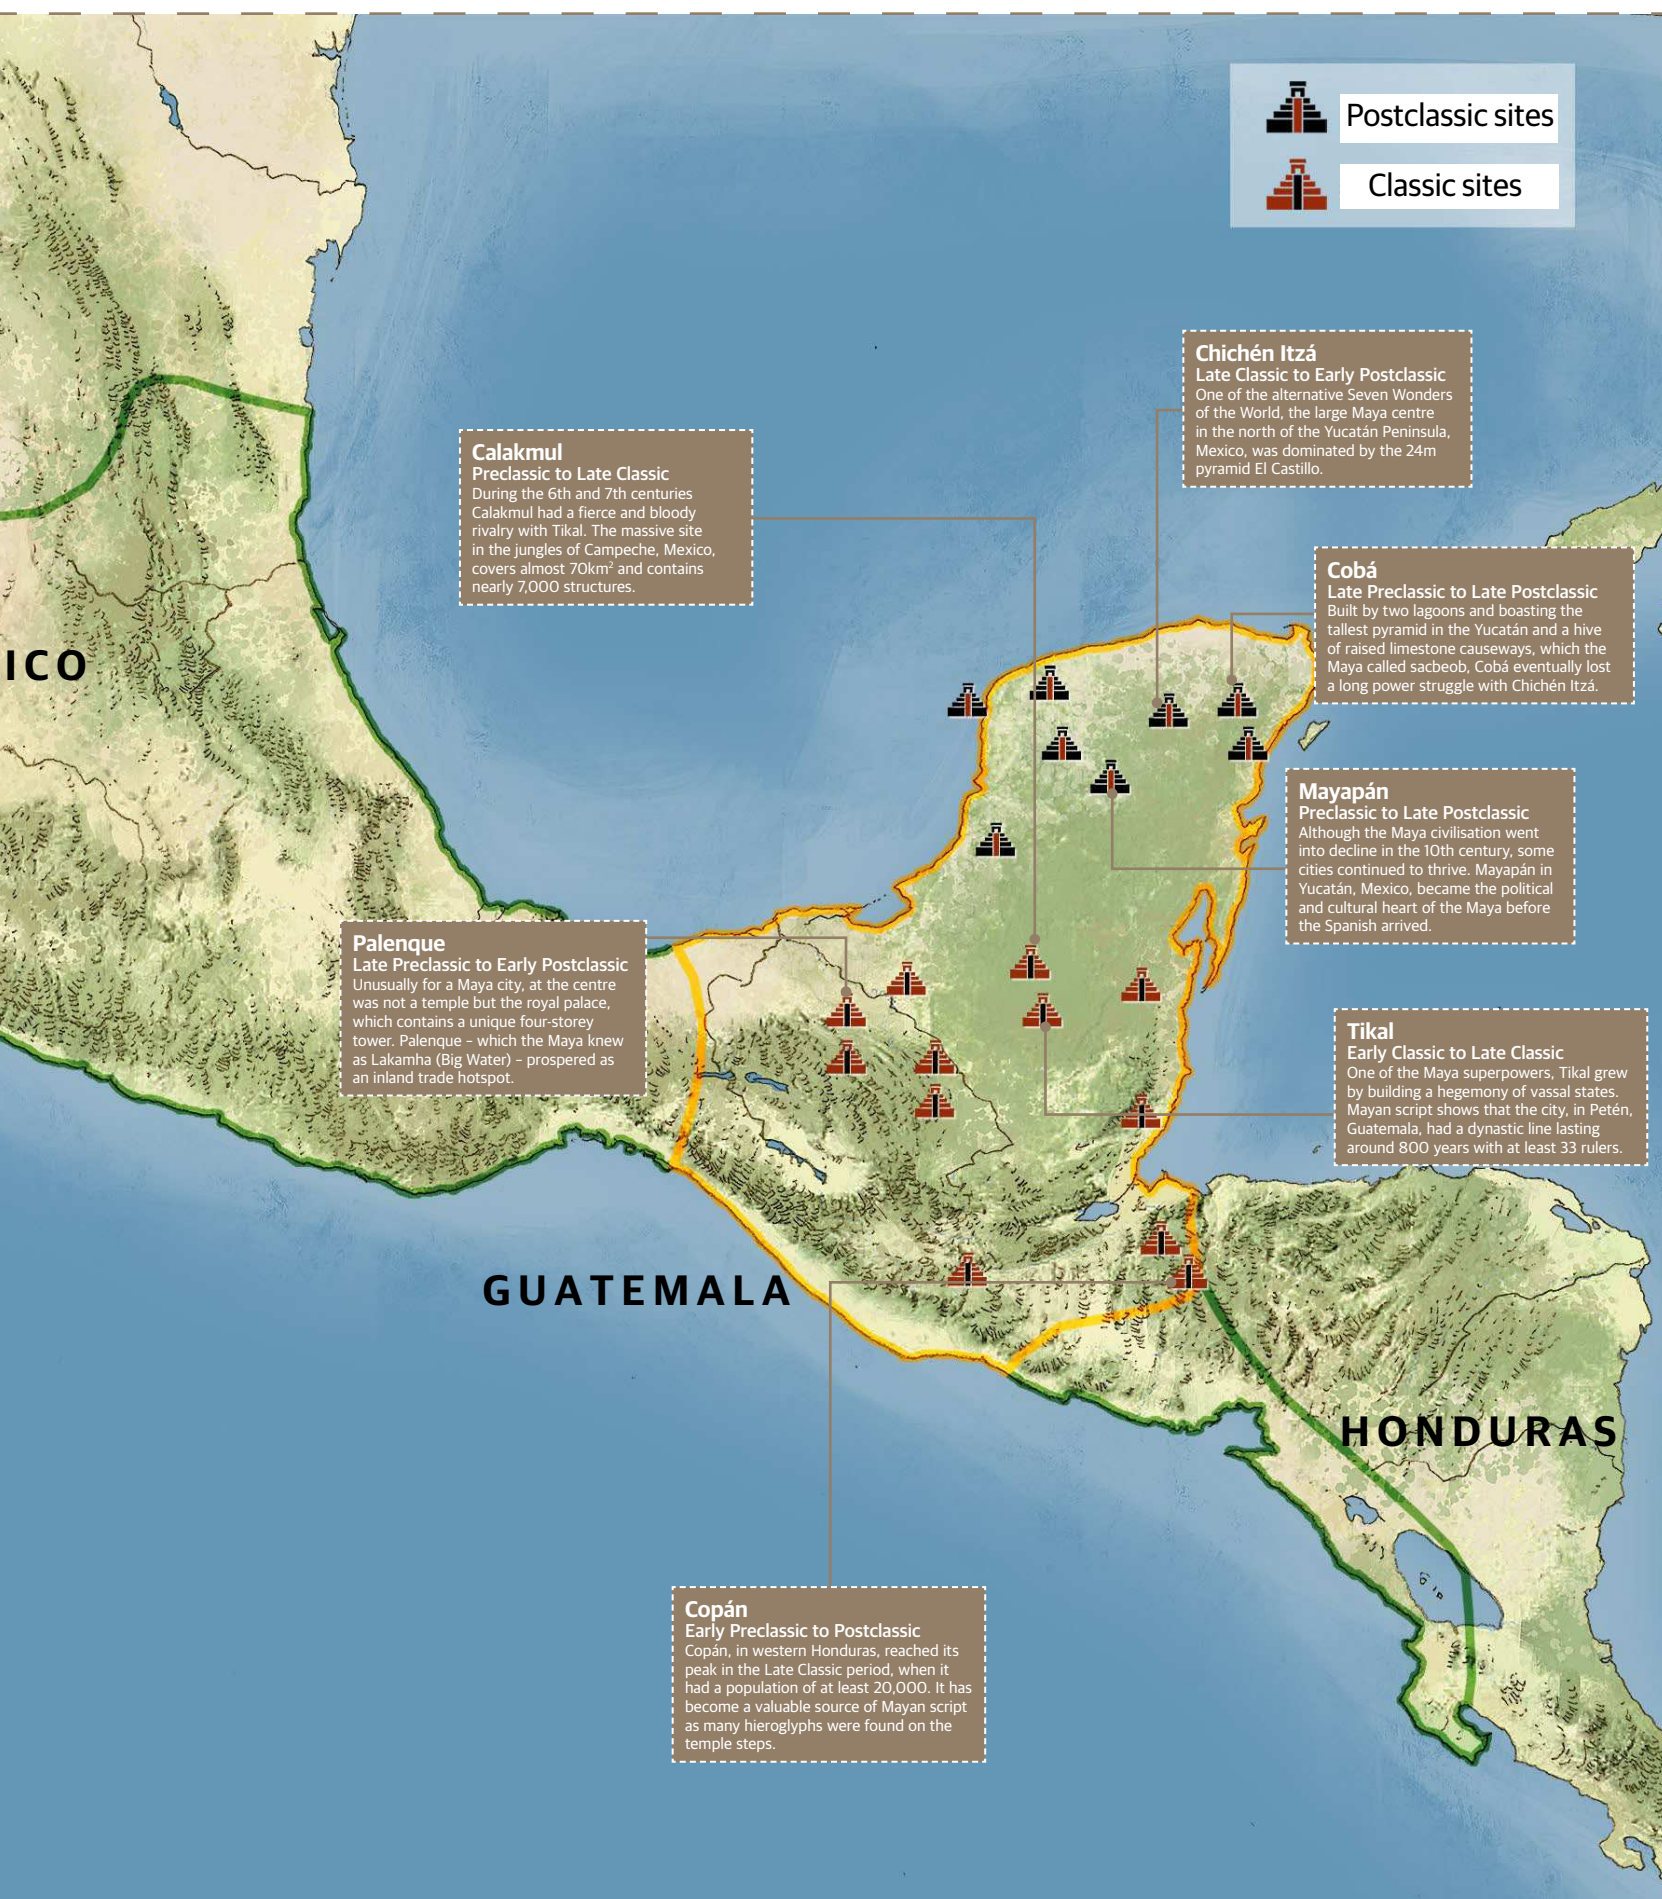 Postclassic sites
Classic sites
Chichén Itzá
Late Classic to Early Postclassic
One of the alternative Seven Wonders
of the World, the large Maya centre
in the north of the Yucatán Peninsula,
Mexico, was dominated by the 24m
pyramid El Castillo.
Calakmul
Preclassic to Late Classic
During the 6th and 7th centuries
Calakmul had a fierce and bloody
rivalry with Tikal. The massive site
in the jungles of Campeche, Mexico,
covers almost 70km² and contains
nearly 7,000 structures.
Cobá
Late Preclassic to Late Postclassic
Built by two lagoons and boasting the
tallest pyramid in the Yucatán and a hive
of raised limestone causeways, which the
Maya called sacbeob, Cobá eventually lost
a long power struggle with Chichén Itzá.
ICO
Mayapán
Preclassic to Late Postclassic
Although the Maya civilisation went
into decline in the 10th century, some
cities continued to thrive. Mayapán in
Yucatán, Mexico, became the political
and cultural heart of the Maya before
the Spanish arrived.
Palenque
Late Preclassic to Early Postclassic
Unusually for a Maya city, at the centre
was not a temple but the royal palace,
which contains a unique four-storey
tower. Palenque – which the Maya knew
as Lakamha (Big Water) – prospered as
an inland trade hotspot.
Tikal
Early Classic to Late Classic
One of the Maya superpowers, Tikal grew
by building a hegemony of vassal states.
Mayan script shows that the city, in Petén,
Guatemala, had a dynastic line lasting
around 800 years with at least 33 rulers.
GUATEMALA
HONDURAS
Copán
Early Preclassic to Postclassic
Copán, in western Honduras, reached its
peak in the Late Classic period, when it
had a population of at least 20,000. It has
become a valuable source of Mayan script
as many hieroglyphs were found on the
temple steps.